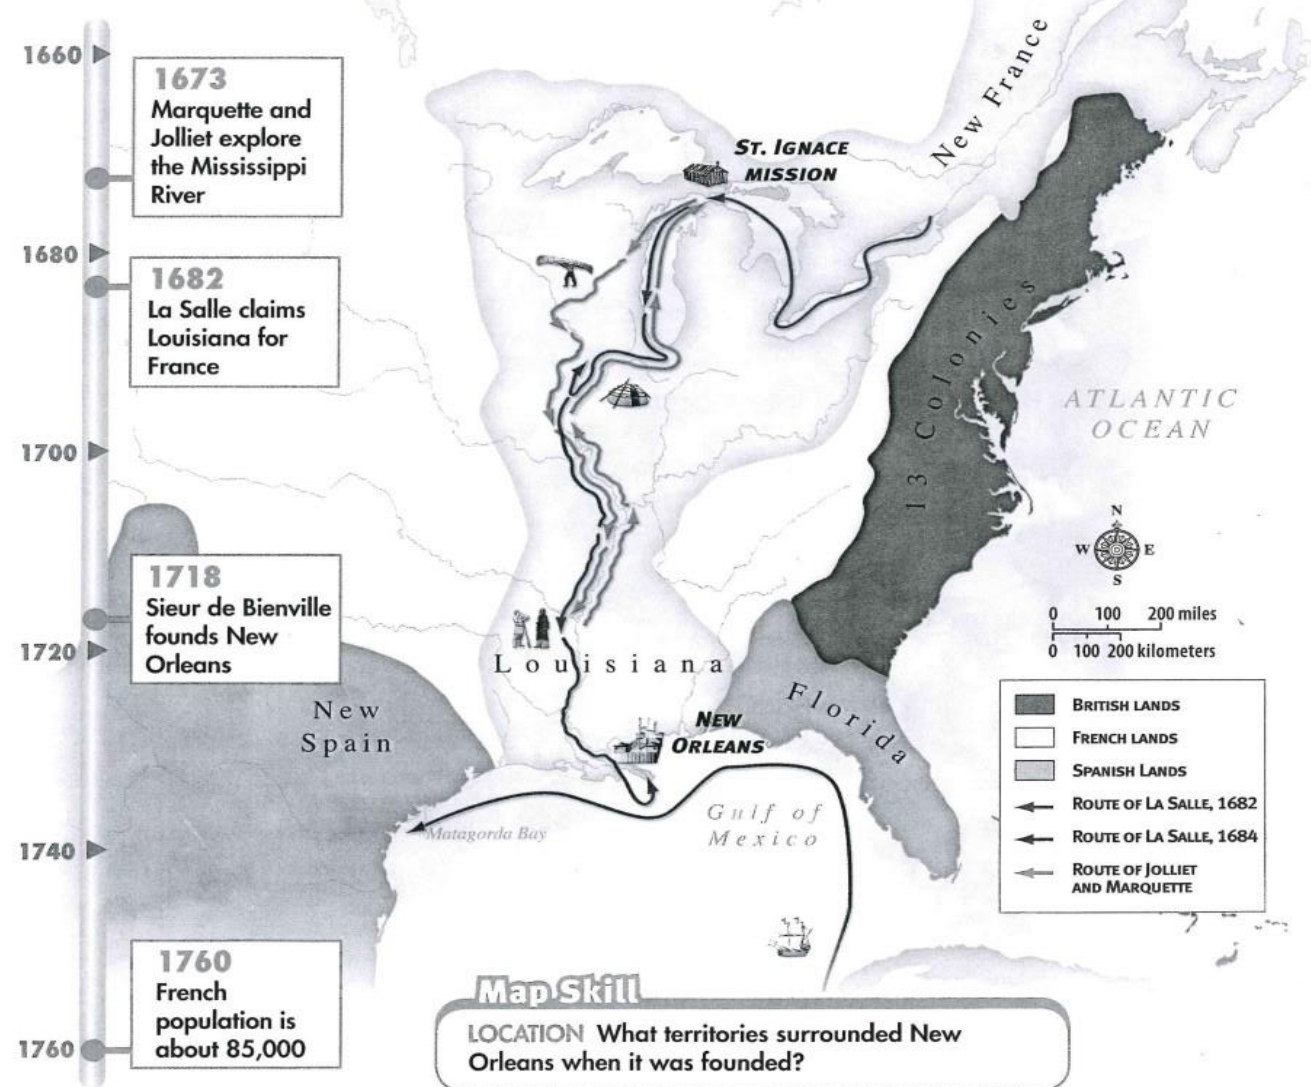 1660
1673
Marquette and
Jolliet explore
the Mississippi
River
1680
1682
La Salle claims
Louisiana for
France
1700
1718
Sieur de Bienville
founds New
Orleans
1720
1740
1760
French
population is
about 85,000
1760
New France
ST. IGNACE
MISSION
13 Colonies
ATLANTIC
OCEAN
N
W E
S
0 100 200 miles
0 100 200 kilometers
Louisiana
New
Spain
NEW
ORLEANS
Florida
Gulf of
Mexico
Matagorda Bay
BRITISH LANDS
FRENCH LANDS
SPANISH LANDS
ROUTE OF LA SALLE, 1682
ROUTE OF LA SALLE, 1684
ROUTE OF JOLLIET
AND MARQUETTE
Map Skill
LOCATION What territories surrounded New
Orleans when it was founded?